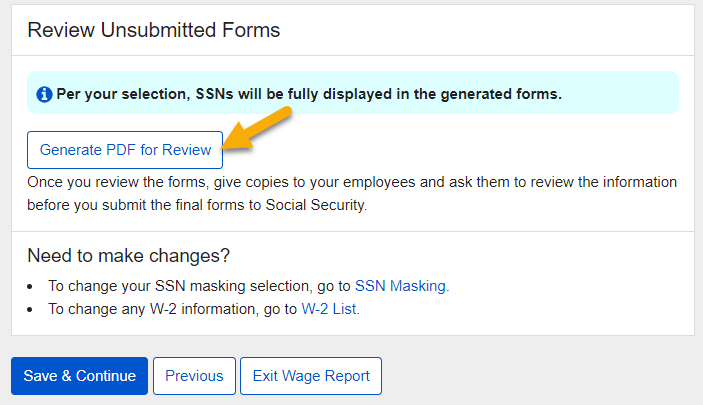 Review Unsubmitted Forms
Per your selection, SSNs will be fully displayed in the generated forms.
Generate PDF for Review
Once you review the forms, give copies to your employees and ask them to review the information
before you submit the final forms to Social Security.
Need to make changes?
• To change your SSN masking selection, go to SSN Masking.
• To change any W-2 information, go to W-2 List.
Save & Continue
Previous
Exit Wage Report